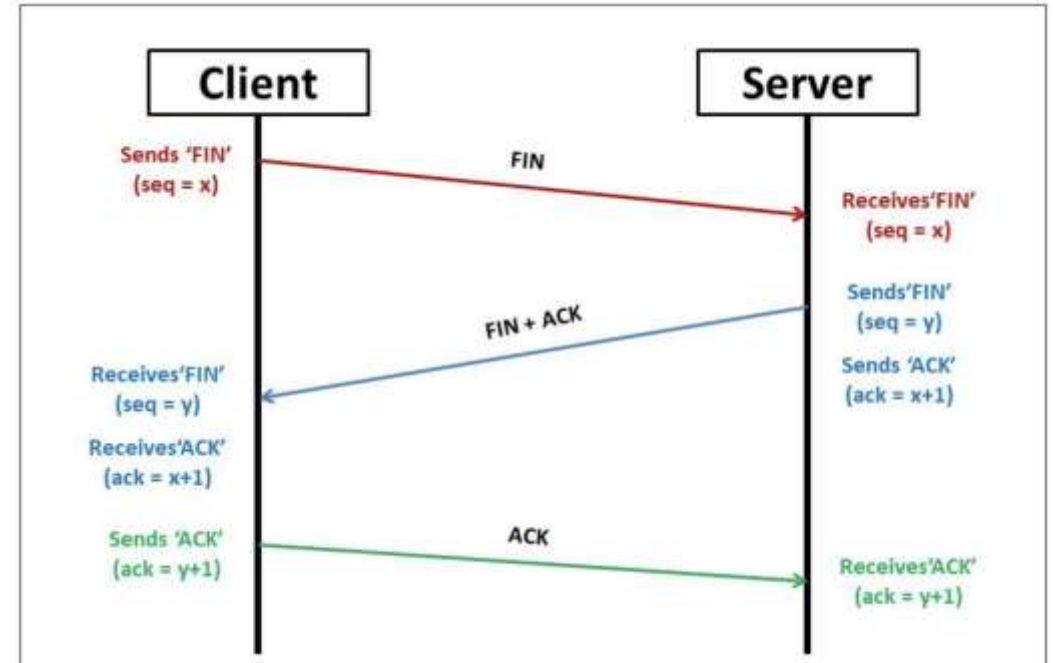 Client
Server
Sends ‘FIN’
(seq = x)
FIN
Receives‘FIN’
(seq = x)
Sends‘FIN’
(seq = y)
FIN + ACK
Sends ‘ACK’
(ack = x+1)
Receives‘FIN’
(seq = y)
Receives‘ACK’
(ack = x+1)
Sends ‘ACK’
(ack = y+1)
ACK
Receives‘ACK’
(ack = y+1)